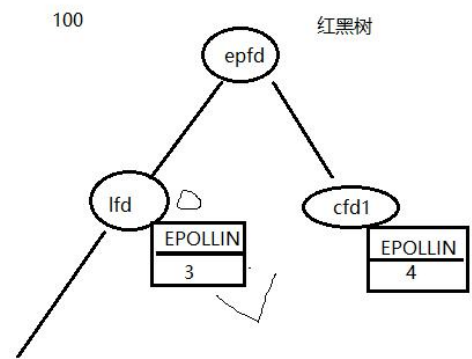 100
红黑树
epfd
lfd
cfd1
EPOLLIN
3
EPOLLIN
4